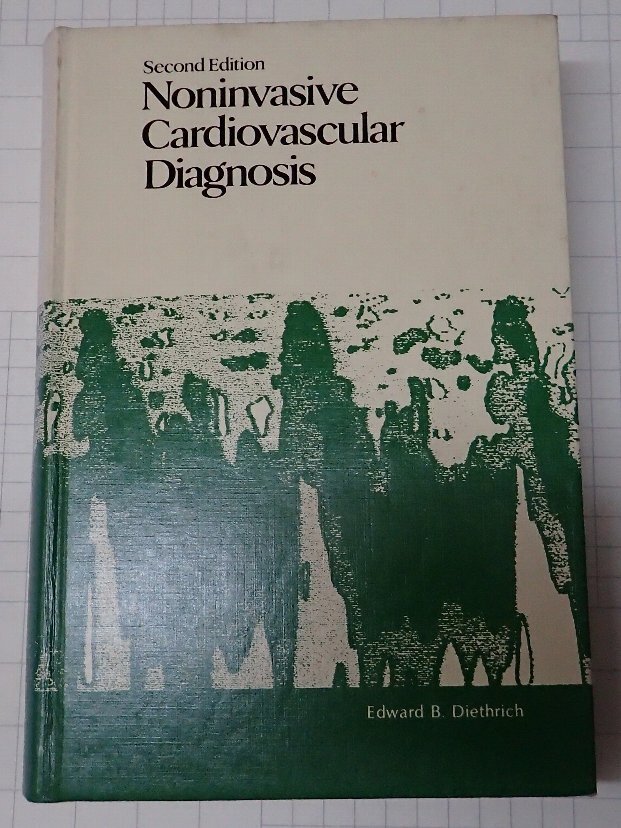 Second Edition
Noninvasive
Cardiovascular
Diagnosis
Edward B. Diethrich